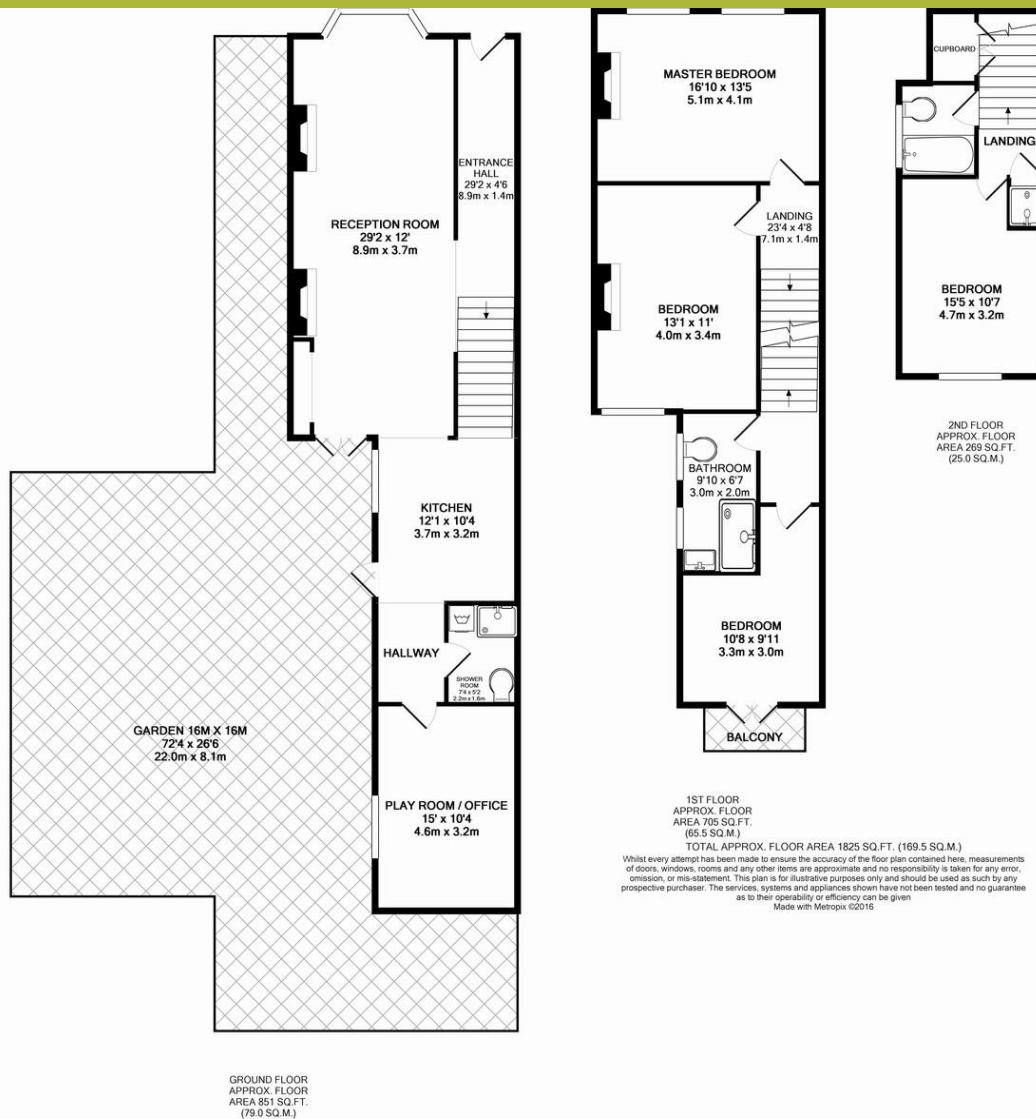 ENTRANCE
HALL
29'2 x 4'6
8.9m x 1.4m
RECEPTION ROOM
29'2 x 12'
8.9m x 3.7m
KITCHEN
12'1 x 10'4
3.7m x 3.2m
HALLWAY
SHOWER
ROOM
7'4 x 5'2
2.2m x 1.6m
GARDEN 16M X 16M
72'4 x 26'6
22.0m x 8.1m
PLAY ROOM / OFFICE
15' x 10'4
4.6m x 3.2m
GROUND FLOOR
APPROX. FLOOR
AREA 851 SQ.FT.
(79.0 SQ.M.)
MASTER BEDROOM
16'10 x 13'5
5.1m x 4.1m
LANDING
23'4 x 4'8
7.1m x 1.4m
BEDROOM
13'1 x 11'
4.0m x 3.4m
BATHROOM
9'10 x 6'7
3.0m x 2.0m
BEDROOM
10'8 x 9'11
3.3m x 3.0m
BALCONY
1ST FLOOR
APPROX. FLOOR
AREA 705 SQ.FT.
(65.5 SQ.M.)
CUPBOARD
LANDING
BEDROOM
15'5 x 10'7
4.7m x 3.2m
2ND FLOOR
APPROX. FLOOR
AREA 269 SQ.FT.
(25.0 SQ.M.)
TOTAL APPROX. FLOOR AREA 1825 SQ.FT. (169.5 SQ.M.)
Whilst every attempt has been made to ensure the accuracy of the floor plan contained here, measurements
of doors, windows, rooms and any other items are approximate and no responsibility is taken for any error,
omission, or mis-statement. This plan is for illustrative purposes only and should be used as such by any
prospective purchaser. The services, systems and appliances shown have not been tested and no guarantee
as to their operability or efficiency can be given
Made with Metropix ©2016